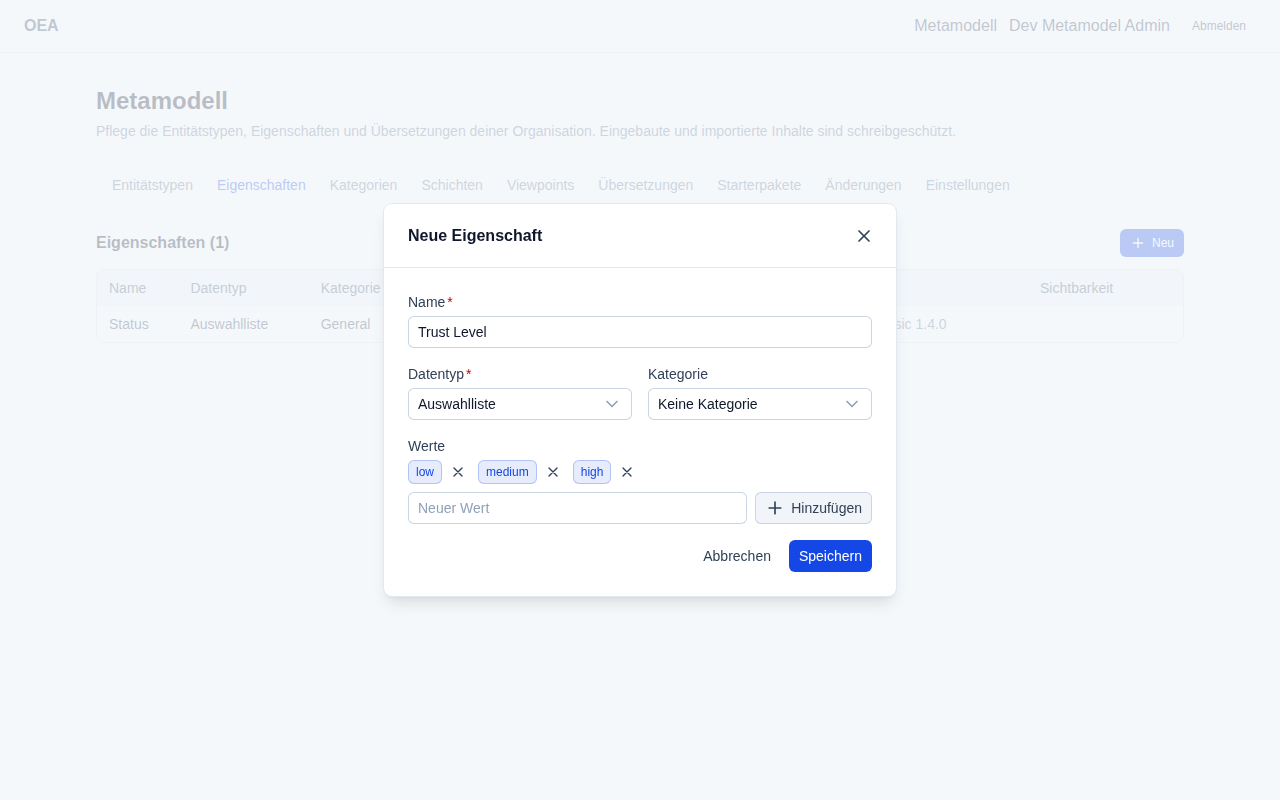 OEA
Metamodell Dev Metamodel Admin Abmelden
Metamodell
Pflege die Entitätstypen, Eigenschaften und Übersetzungen deiner Organisation. Eingebaute und importierte Inhalte sind schreibgeschützt.
Entitätstypen Eigenschaften Kategorien Schichten Viewpoints Übersetzungen Starterpakete Änderungen Einstellungen
Eigenschaften (1)
Neu
Name Datentyp Kategorie Sichtbarkeit
Status Auswahlliste General 1.4.0
Neue Eigenschaft
Name*
Trust Level
Datentyp* Kategorie
Auswahlliste Keine Kategorie
Werte
low medium high
Neuer Wert Hinzufügen
Abbrechen Speichern